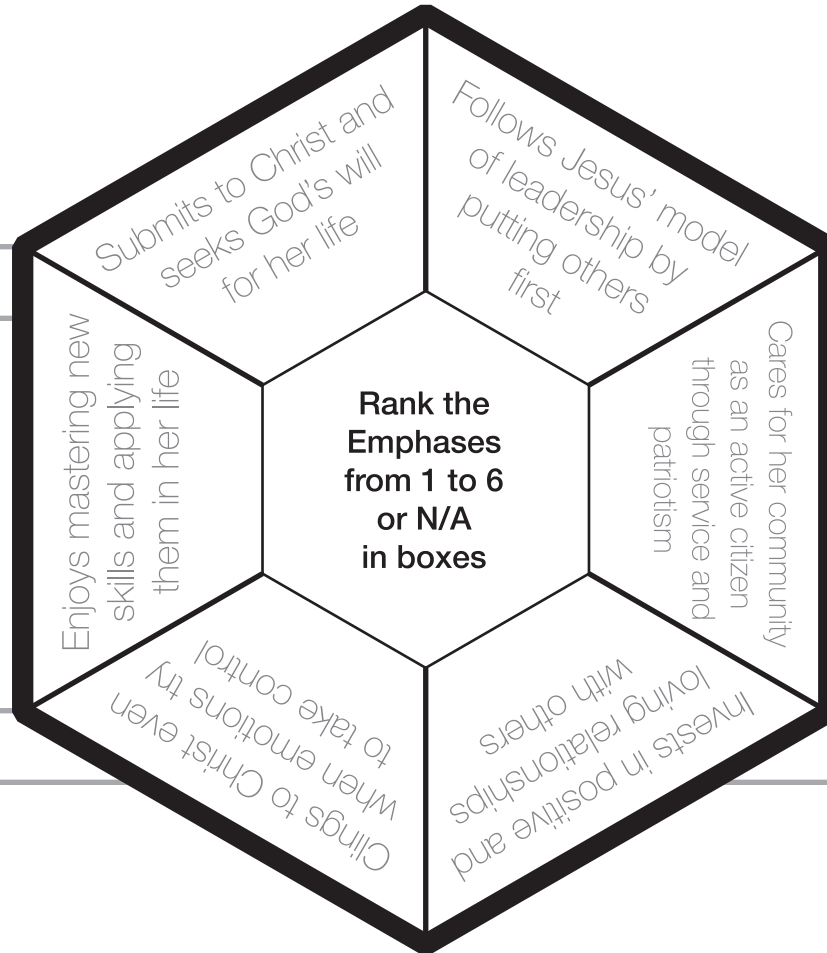 Submits to Christ and
seeks God's will
for her life
Follows Jesus' model
of leadership by
putting others
first
Cares for her community
as an active citizen
through service and
patriotism
Invests in positive and
loving relationships
with others
Clings to Christ even
when emotions try
to take control
Enjoys mastering new
skills and applying
them in her life
Rank the
Emphases
from 1 to 6
or N/A
in boxes